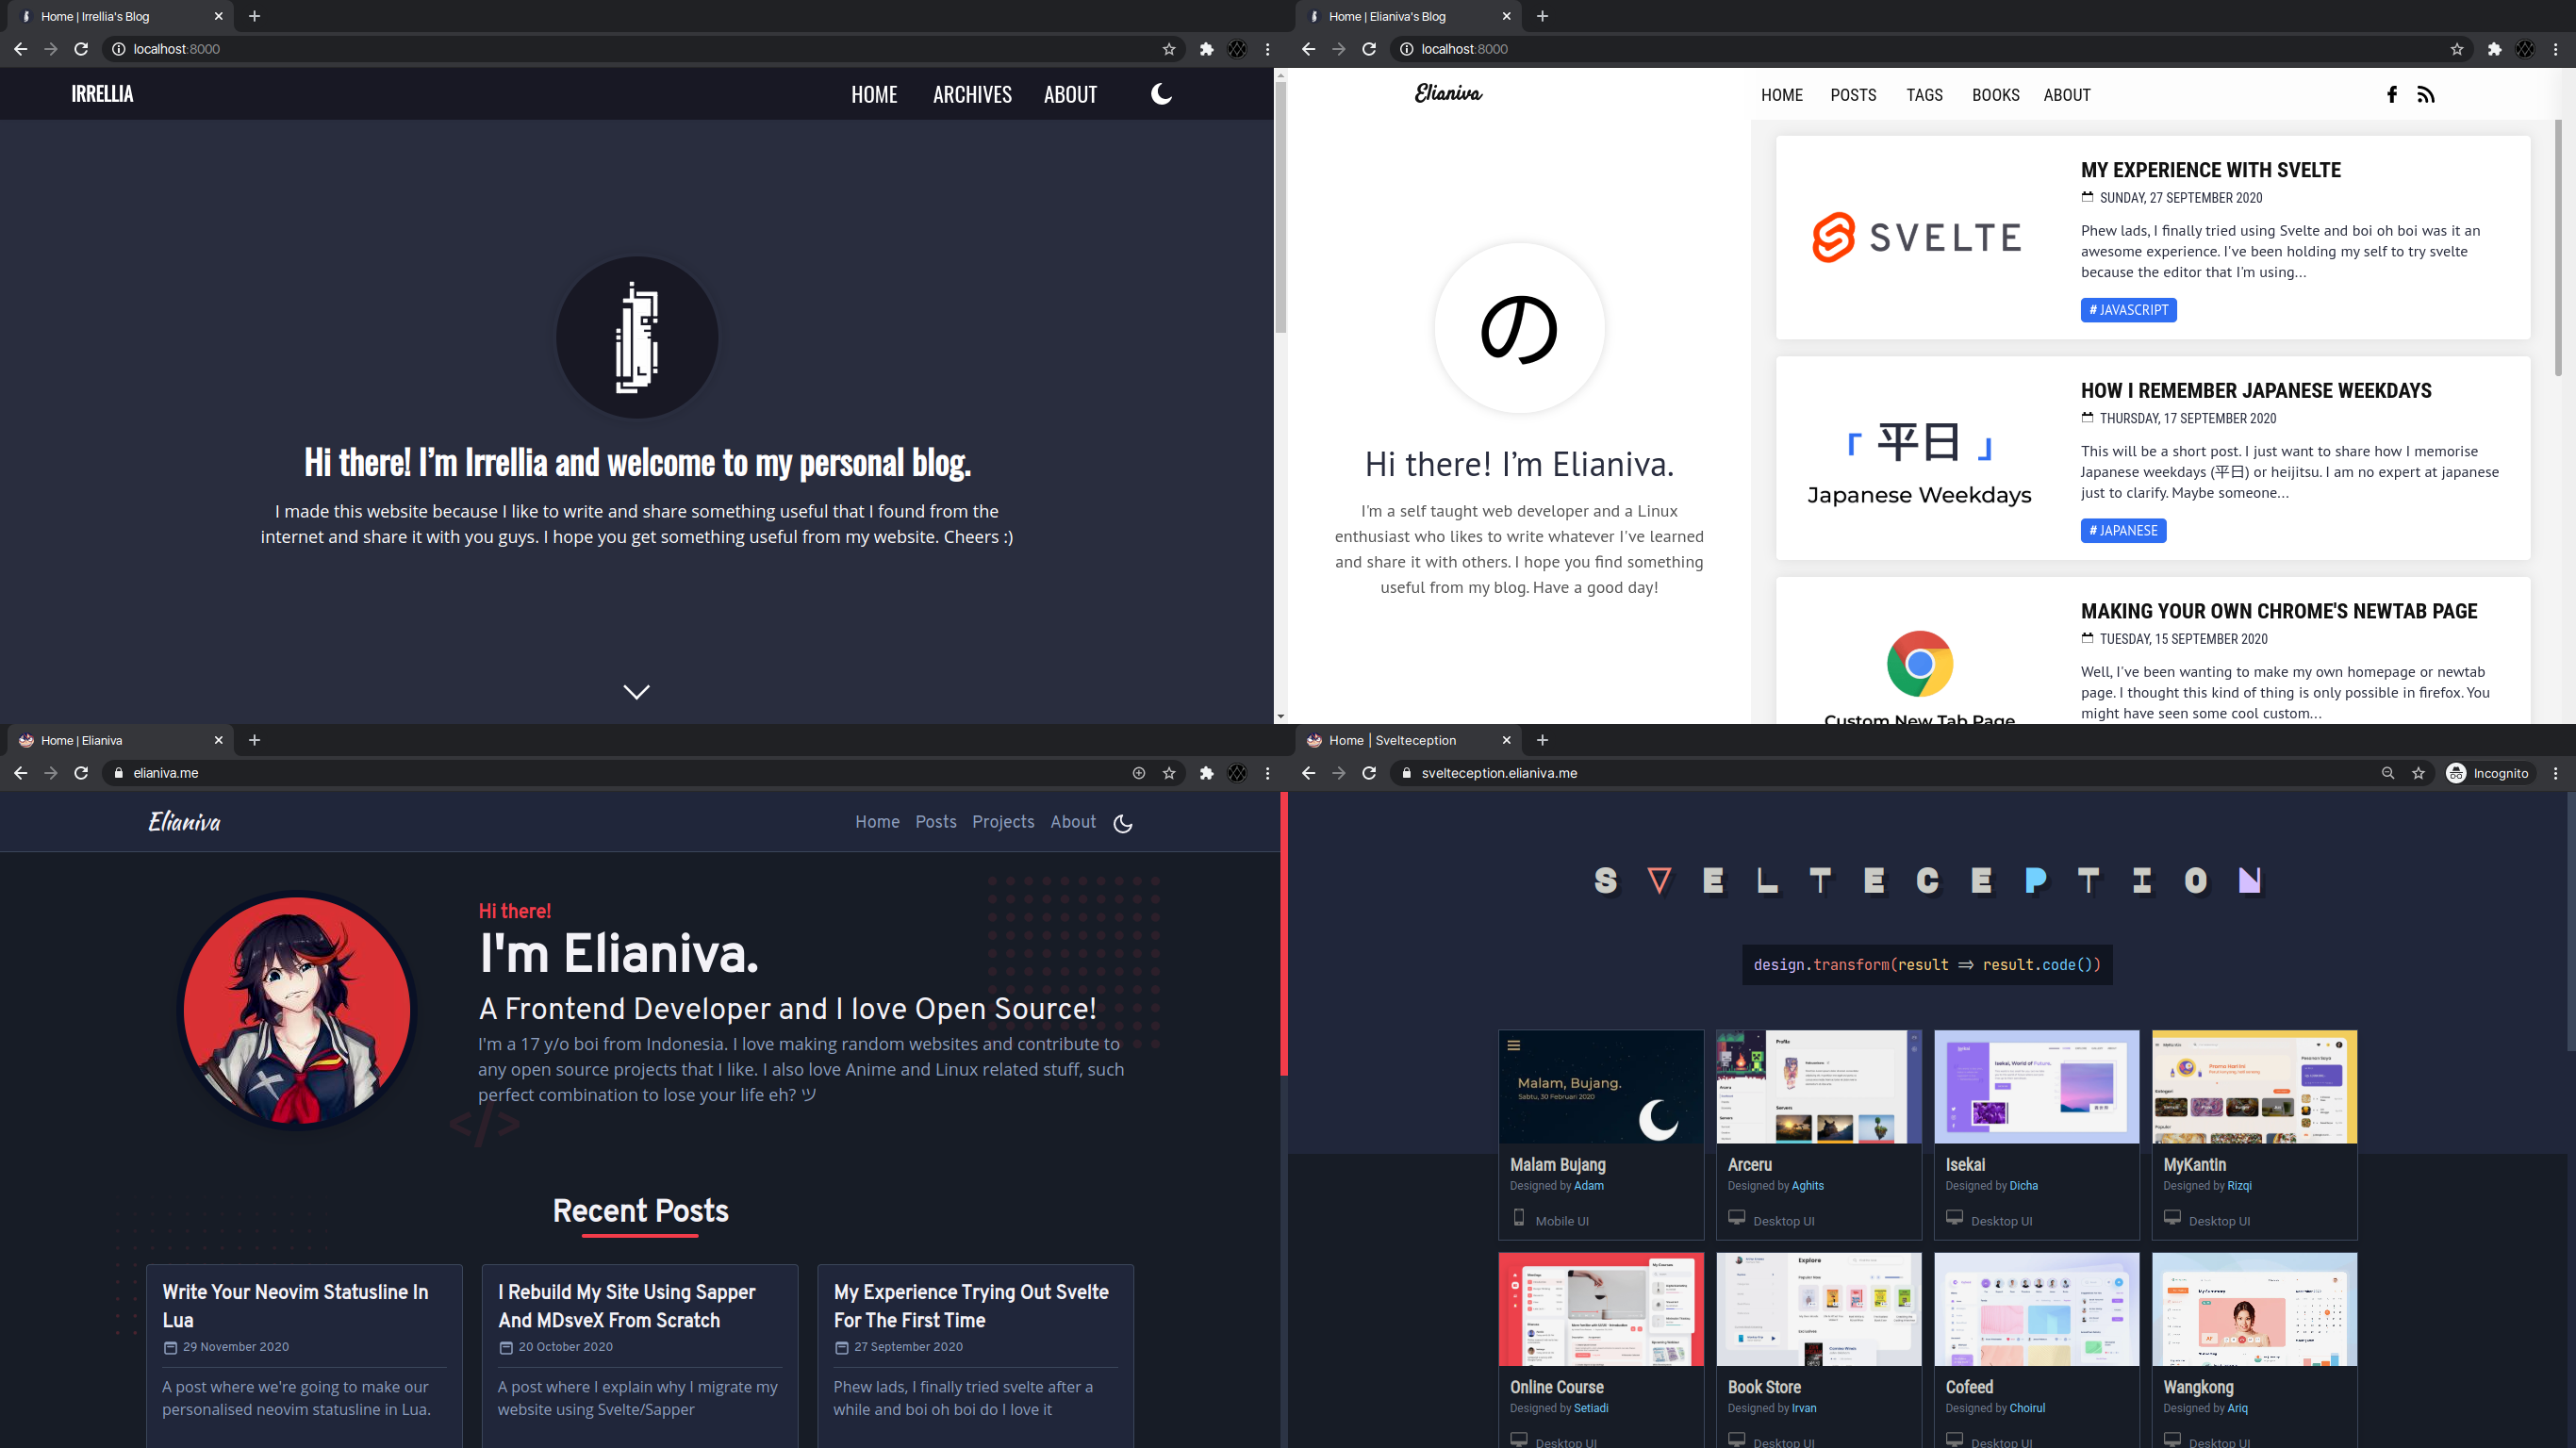 Home | Irrellia's Blog
localhost:8000
IRRELLIA
HOME ARCHIVES ABOUT
Hi there! I'm Irrellia and welcome to my personal blog.
I made this website because I like to write and share something useful that I found from the
internet and share it with you guys. I hope you get something useful from my website. Cheers :)
Home | Elianiva's Blog
localhost:8000
Elianiva
HOME POSTS TAGS BOOKS ABOUT
の
Hi there! I'm Elianiva.
I'm a self taught web developer and a Linux
enthusiast who likes to write whatever I've learned
and share it with others. I hope you find something
useful from my blog. Have a good day!
SVELTE
MY EXPERIENCE WITH SVELTE
SUNDAY, 27 SEPTEMBER 2020
Phew lads, I finally tried using Svelte and boi oh boi was it an
awesome experience. I've been holding my self to try svelte
because the editor that I'm using...
# JAVASCRIPT
「 平日 」
Japanese Weekdays
HOW I REMEMBER JAPANESE WEEKDAYS
THURSDAY, 17 SEPTEMBER 2020
This will be a short post. I just want to share how I memorise
Japanese weekdays (平日) or heijitsu. I am no expert at japanese
just to clarify. Maybe someone...
# JAPANESE
Custom New Tab Page
MAKING YOUR OWN CHROME'S NEWTAB PAGE
TUESDAY, 15 SEPTEMBER 2020
Well, I've been wanting to make my own homepage or newtab
page. I thought this kind of thing is only possible in firefox. You
might have seen some cool custom...
Home | Elianiva
elianiva.me
Elianiva
Home Posts Projects About
Hi there!
I'm Elianiva.
A Frontend Developer and I love Open Source!
I'm a 17 y/o boi from Indonesia. I love making random websites and contribute to
any open source projects that I like. I also love Anime and Linux related stuff, such
perfect combination to lose your life eh? ツ
</>
Recent Posts
Write Your Neovim Statusline In
Lua
29 November 2020
A post where we're going to make our
personalised neovim statusline in Lua.
I Rebuild My Site Using Sapper
And MDsveX From Scratch
20 October 2020
A post where I explain why I migrate my
website using Svelte/Sapper
My Experience Trying Out Svelte
For The First Time
27 September 2020
Phew lads, I finally tried svelte after a
while and boi oh boi do I love it
Home | Svelteception
svelteception.elianiva.me
Incognito
SVELTECEPTION
design.transform(result => result.code())
Malam, Bujang.
Sabtu, 30 Februari 2020
Malam Bujang
Designed by Adam
Mobile UI
Profile
Servers
Arceru
Designed by Aghits
Desktop UI
Isekai, World of Future.
Isekai
Designed by Dicha
Desktop UI
MyKantin
Designed by Rizqi
Desktop UI
My Courses
Online Course
Designed by Setiadi
Desktop UI
Explore
Book Store
Designed by Irvan
Desktop UI
Cofeed
Designed by Choirul
Desktop UI
Wangkong
Designed by Ariq
Desktop UI